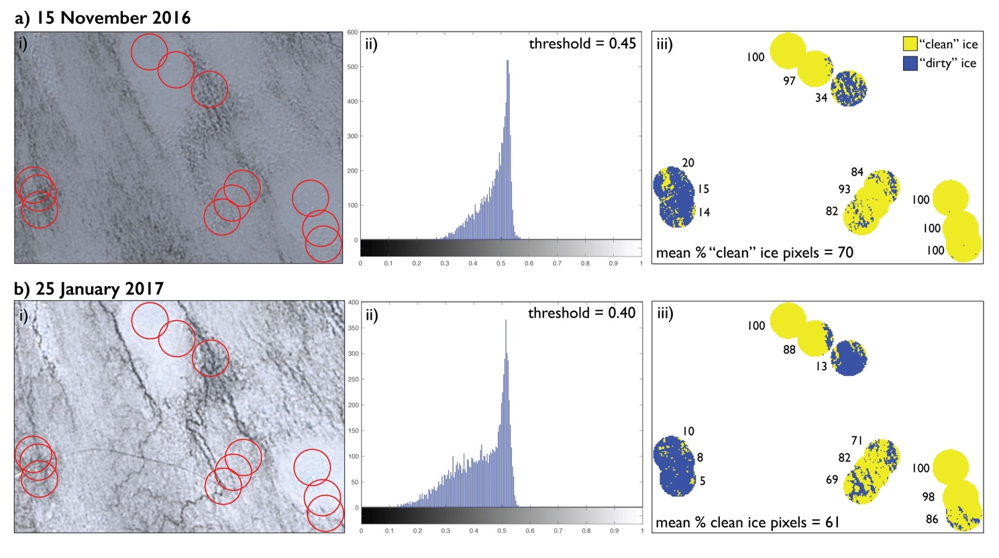 a) 15 November 2016
i)
600
500
400
300
200
100
0
0 0.1 0.2 0.3 0.4 0.5 0.6 0.7 0.8 0.9 1
ii)
threshold = 0.45
iii)
"clean" ice
"dirty" ice
100
97
34
20
15
14
84
93
82
100
100
100
mean % "clean" ice pixels = 70
b) 25 January 2017
i)
400
350
300
250
200
150
100
50
0
0 0.1 0.2 0.3 0.4 0.5 0.6 0.7 0.8 0.9 1
ii)
threshold = 0.40
iii)
100
88
13
10
8
5
71
82
69
100
98
86
mean % clean ice pixels = 61